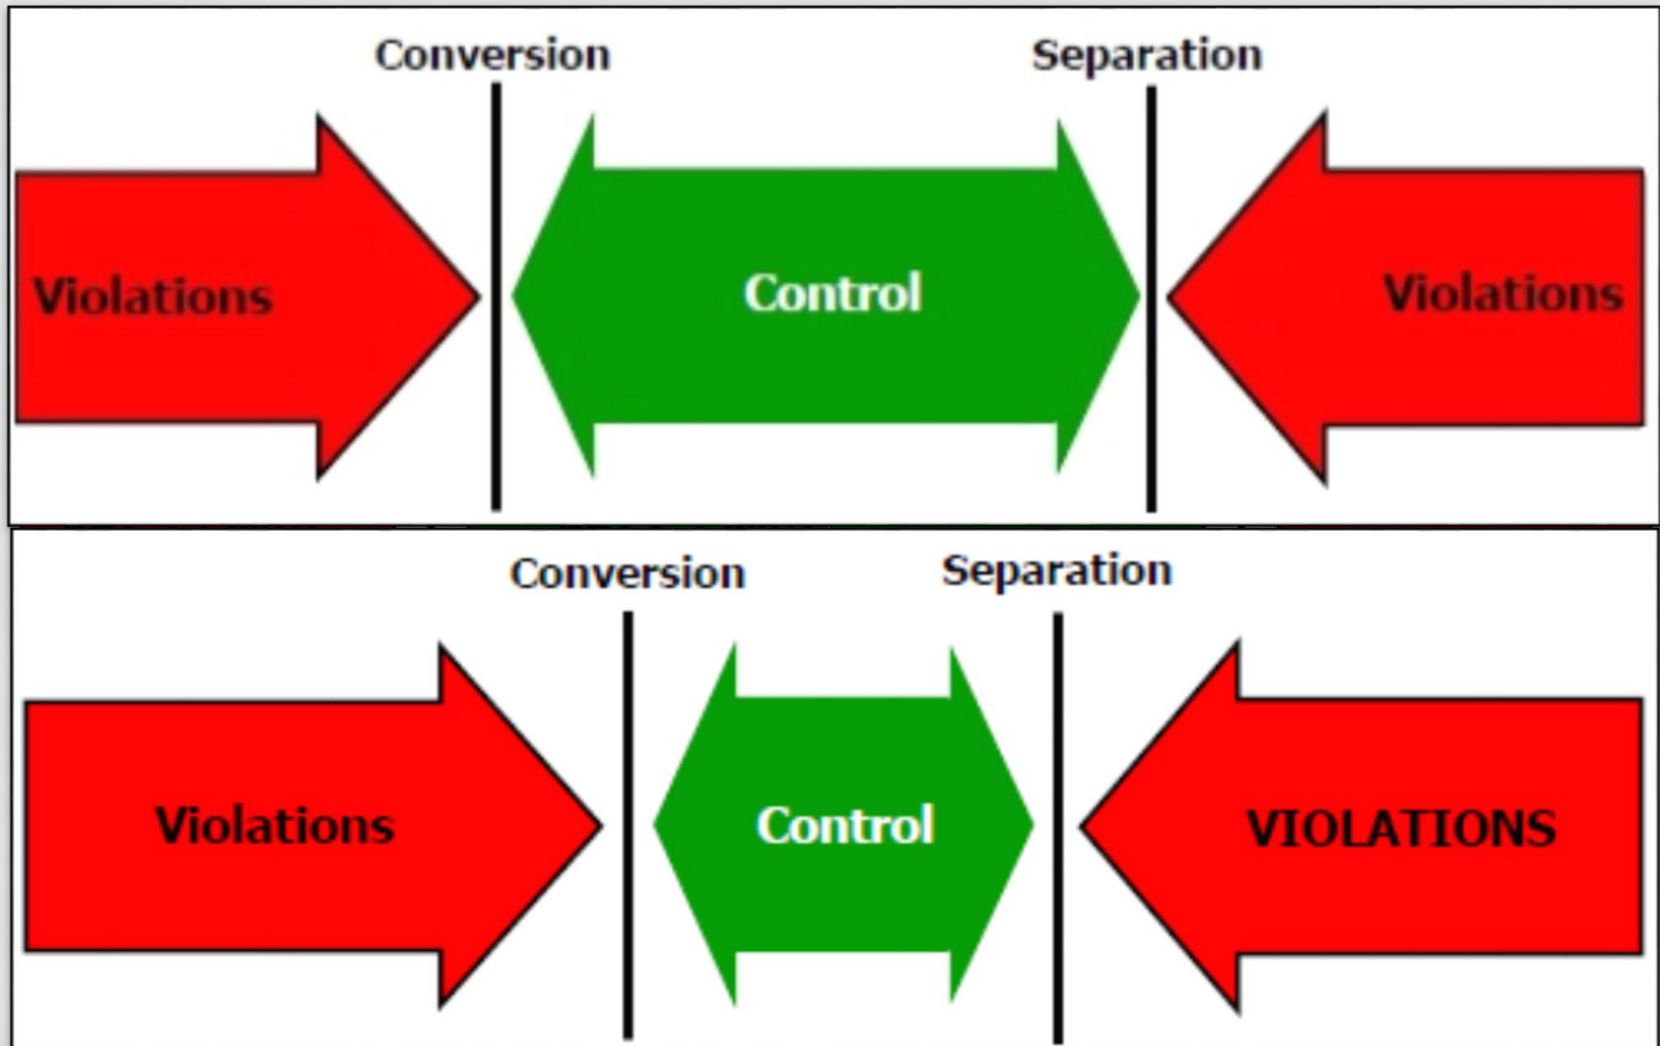 Conversion
Separation
Violations
Control
Violations
Conversion
Separation
Violations
Control
VIOLATIONS